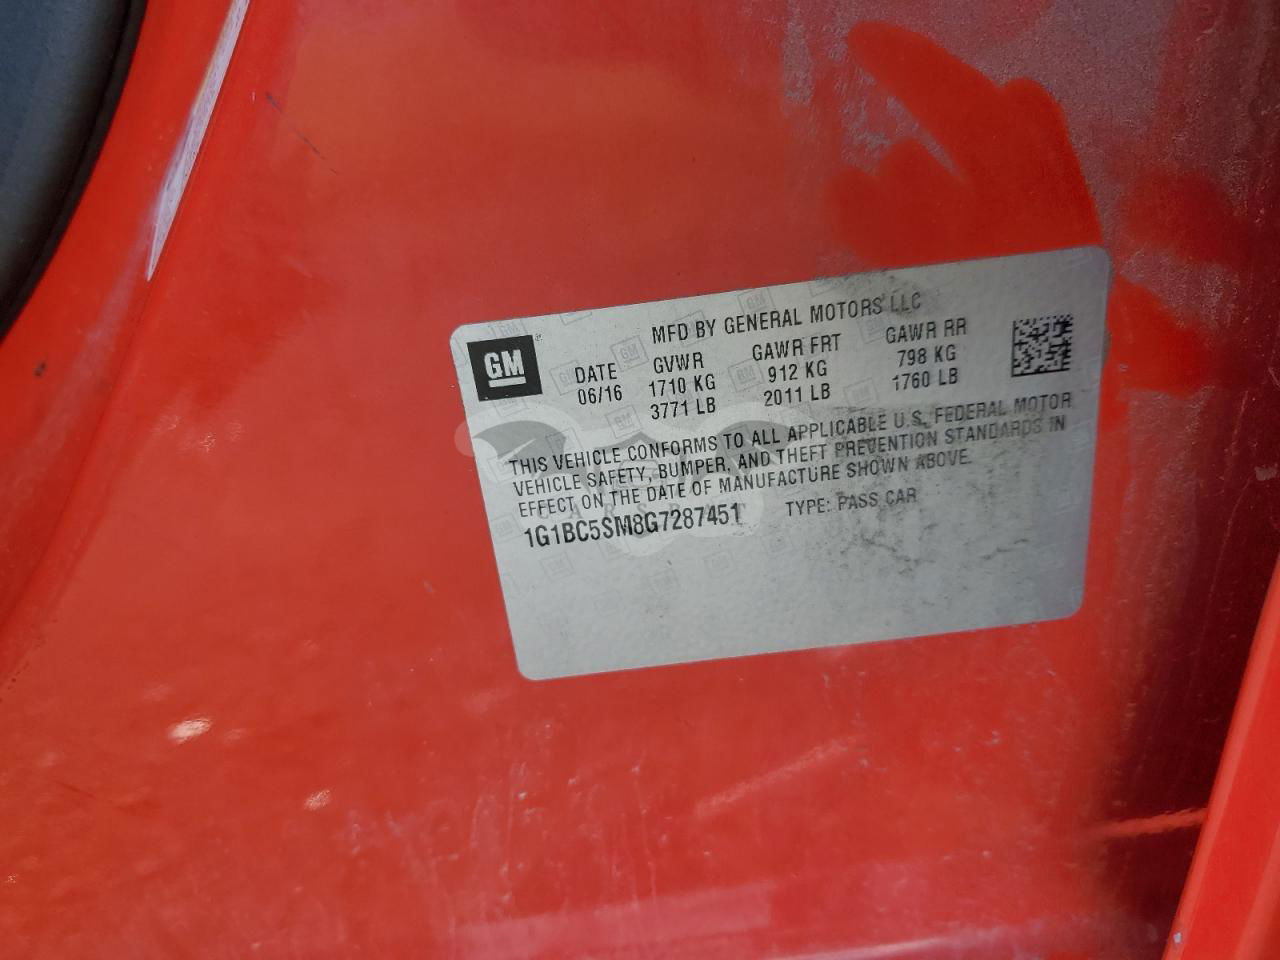 MFD BY GENERAL MOTORS LLC
GM
DATE GVWR GAWR FRT GAWR RR
06/16 1710 KG 912 KG 798 KG
3771 LB 2011 LB 1760 LB
THIS VEHICLE CONFORMS TO ALL APPLICABLE U.S. FEDERAL MOTOR
VEHICLE SAFETY, BUMPER, AND THEFT PREVENTION STANDARDS IN
EFFECT ON THE DATE OF MANUFACTURE SHOWN ABOVE.
1G1BC5SM8G7287451 TYPE: PASS CAR